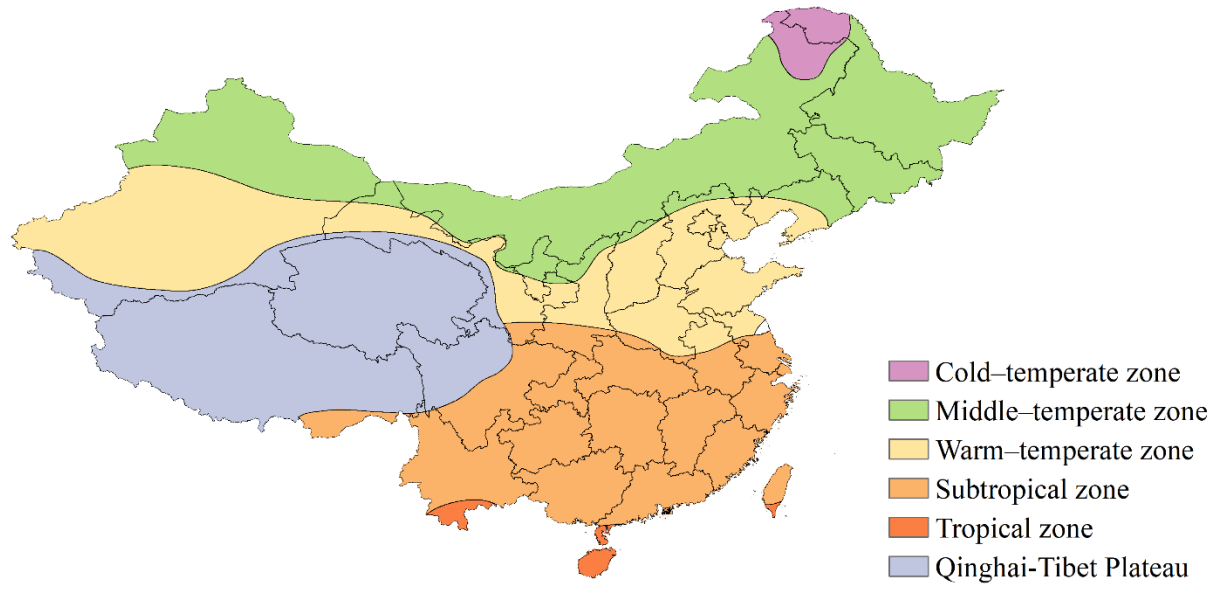 Cold–temperate zone
Middle–temperate zone
Warm–temperate zone
Subtropical zone
Tropical zone
Qinghai-Tibet Plateau